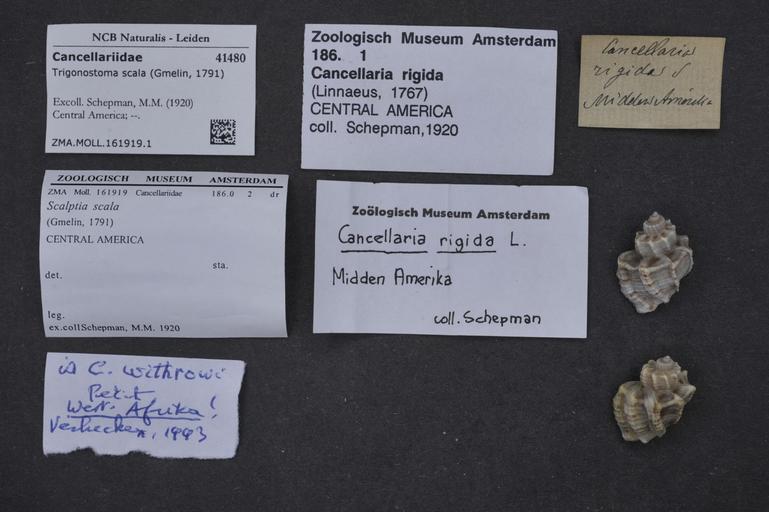 NCB Naturalis - Leiden
Cancellariidae 41480
Trigonostoma scala (Gmelin, 1791)
Excoll. Schepman, M.M. (1920)
Central America; --.
ZMA.MOLL.161919.1
Zoologisch Museum Amsterdam
186. 1
Cancellaria rigida
(Linnaeus, 1767)
CENTRAL AMERICA
coll. Schepman,1920
Cancellaria
rigida
Midden Amerika
ZOOLOGISCH MUSEUM AMSTERDAM
ZMA Moll. 161919 Cancellariidae 186.0 2 dr
Scalptia scala
(Gmelin, 1791)
CENTRAL AMERICA
sta.
det.
leg.
ex.collSchepman, M.M. 1920
Zoölogisch Museum Amsterdam
Cancellaria rigida L.
Midden Amerika
coll. Schepman
is C. withrowi
Petit
West-Afrika!
Verhecken, 1993